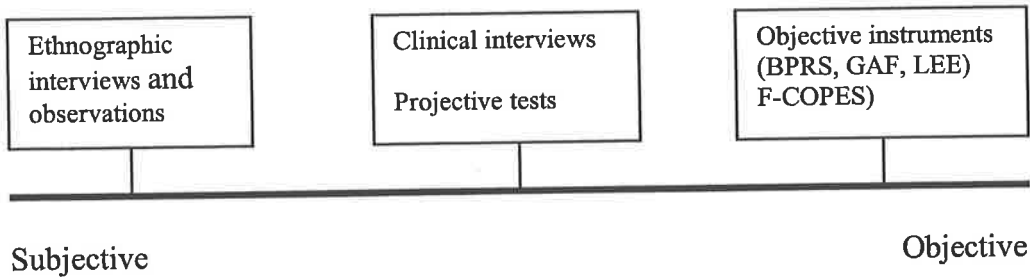 Ethnographic
interviews and
observations
Clinical interviews
Projective tests
Objective instruments
(BPRS, GAF, LEE)
F-COPES)
Subjective
Objective